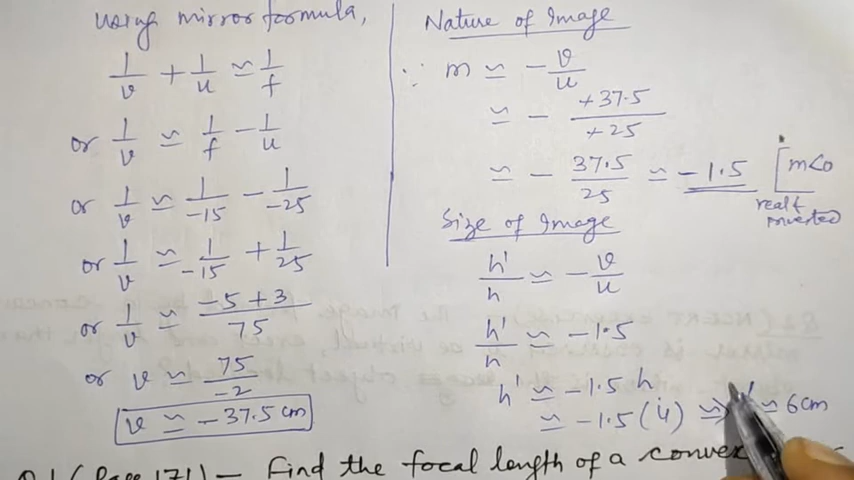 Using mirror formula,
1/v + 1/u ≃ 1/f
or 1/v ≃ 1/f - 1/u
or 1/v ≃ 1/-15 - 1/-25
or 1/v ≃ 1/-15 + 1/25
or 1/v ≃ -5+3/75
or v ≃ 75/-2
v ≃ -37.5 cm
Nature of Image
∵ m ≃ -v/u
≃ - +37.5/+25
≃ - 37.5/25 ≃ -1.5 [m<0
real &
inverted
Size of Image
h'/h ≃ -v/u
h'/h ≃ -1.5
h' ≃ -1.5 h
≃ -1.5 (4) ⇒ ≃ 6 cm
(Page 171) - Find the focal length of a convex